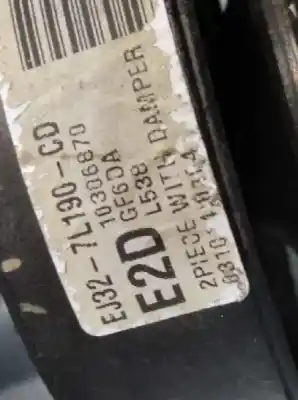 EJ32-7L190-CD
10306870
GF6DA
E2D L538
2PIECE WITH DAMPER